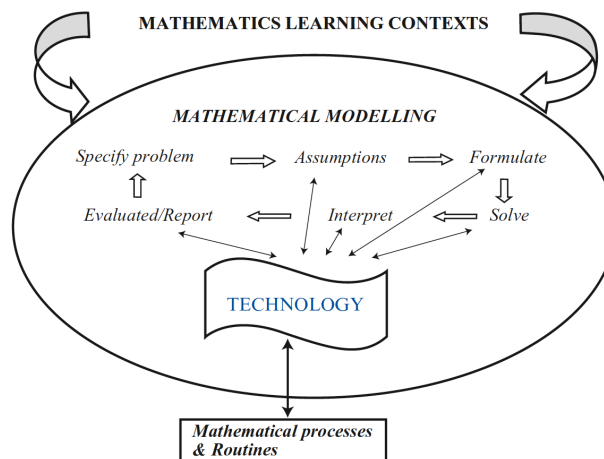 MATHEMATICS LEARNING CONTEXTS
MATHEMATICAL MODELLING
Specify problem
Assumptions
Formulate
Evaluated/Report
Interpret
Solve
TECHNOLOGY
Mathematical processes
& Routines